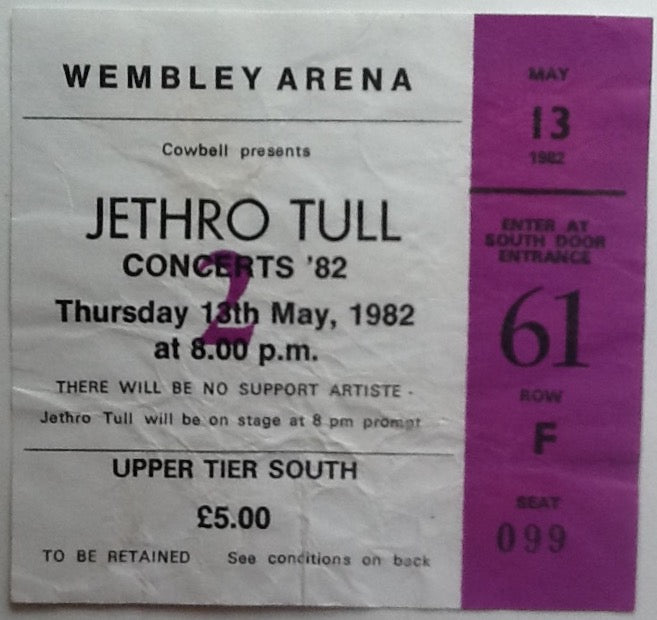 WEMBLEY ARENA
Cowbell presents
JETHRO TULL
CONCERTS '82
2
Thursday 13th May, 1982
at 8.00 p.m.
THERE WILL BE NO SUPPORT ARTISTE -
Jethro Tull will be on stage at 8 pm prompt
UPPER TIER SOUTH
£5.00
TO BE RETAINED See conditions on back
MAY
13
1982
ENTER AT
SOUTH DOOR
ENTRANCE
61
ROW
F
SEAT
099